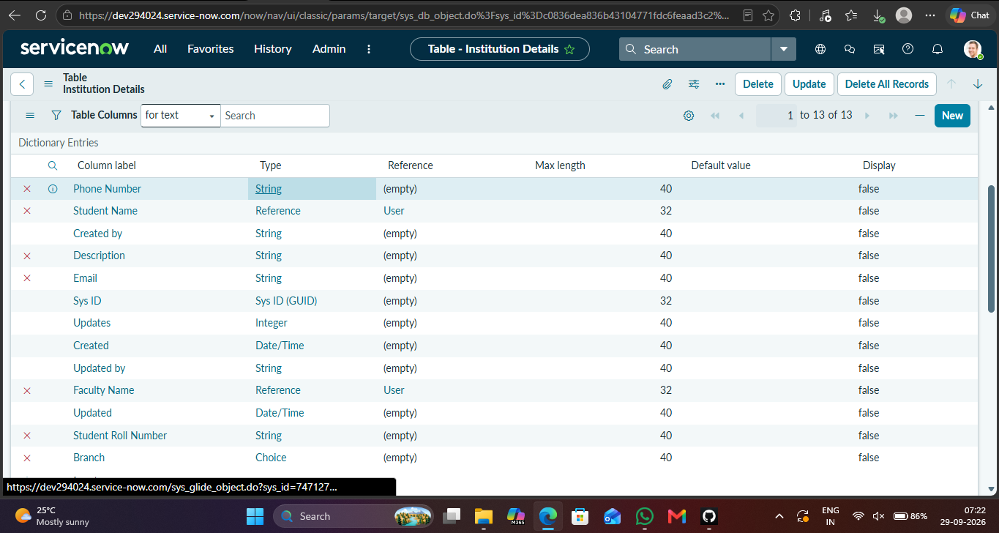 https://dev294024.service-now.com/now/nav/ui/classic/params/target/sys_db_object.do%3Fsys_id%3Dc0836dea836b43104771fdc6feaad3c2%...
Chat
servicenow All Favorites History Admin Table - Institution Details Search
Table
Institution Details
Delete Update Delete All Records
Table Columns for text Search 1 to 13 of 13 New
Dictionary Entries
Column label Type Reference Max length Default value Display
Phone Number String (empty) 40 false
Student Name Reference User 32 false
Created by String (empty) 40 false
Description String (empty) 40 false
Email String (empty) 40 false
Sys ID Sys ID (GUID) (empty) 32 false
Updates Integer (empty) 40 false
Created Date/Time (empty) 40 false
Updated by String (empty) 40 false
Faculty Name Reference User 32 false
Updated Date/Time (empty) 40 false
Student Roll Number String (empty) 40 false
Branch Choice (empty) 40 false
https://dev294024.service-now.com/sys_glide_object.do?sys_id=747127...
25°C
Mostly sunny
Search
M365
ENG
IN
86%
07:22
29-09-2026